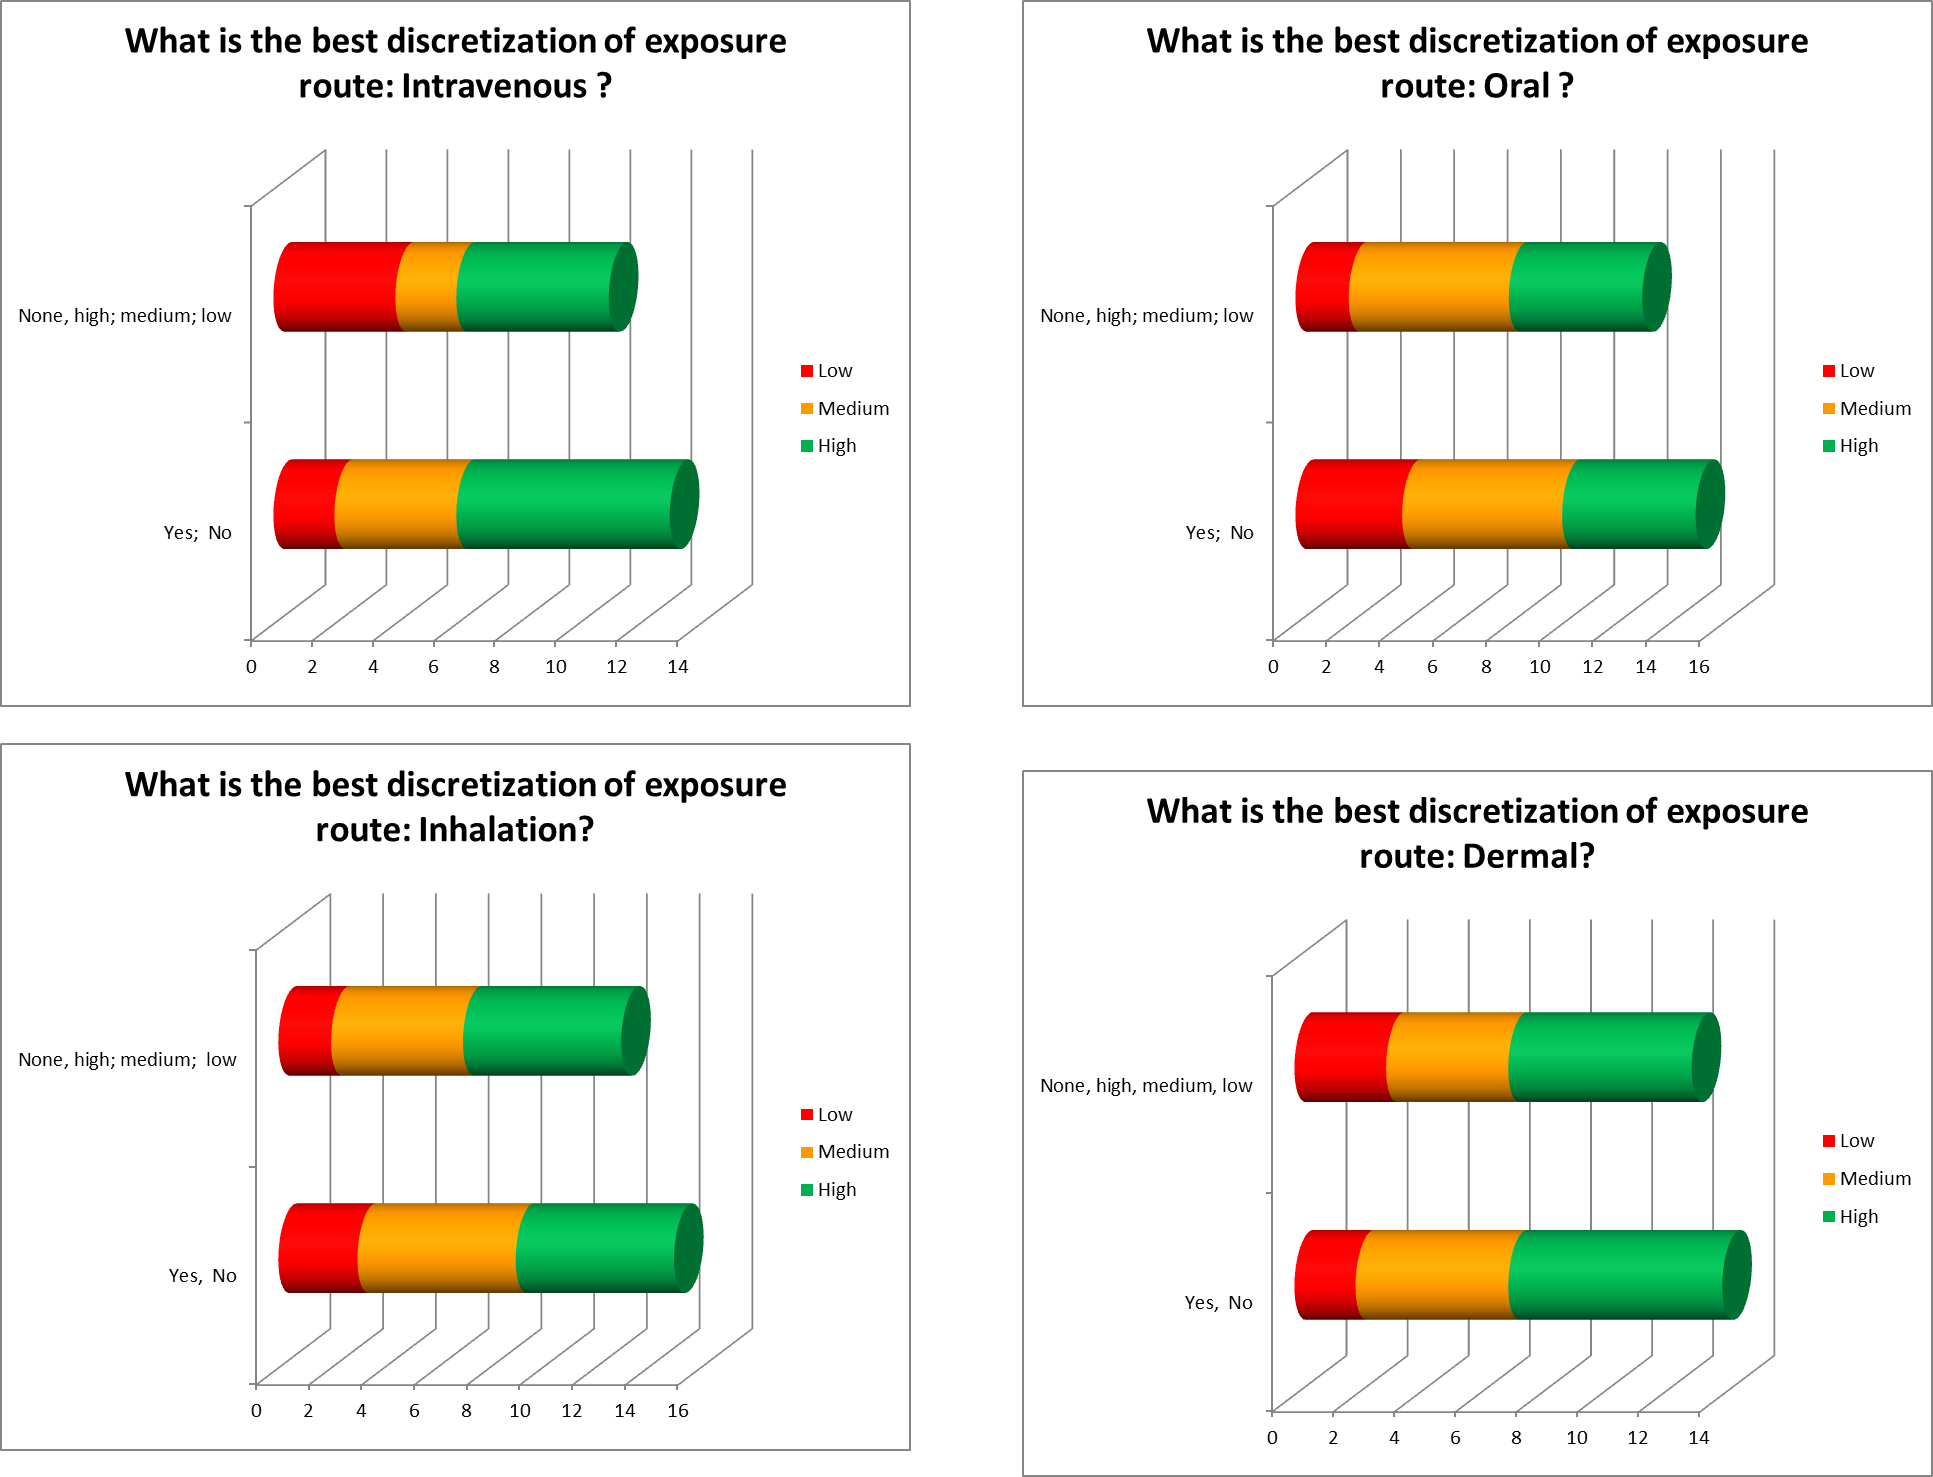 What is the best discretization of exposure
route: Intravenous ?
None, high; medium; low
Yes; No
0 2 4 6 8 10 12 14
Low
Medium
High
What is the best discretization of exposure
route: Oral ?
None, high; medium; low
Yes; No
0 2 4 6 8 10 12 14 16
Low
Medium
High
What is the best discretization of exposure
route: Inhalation?
None, high; medium; low
Yes, No
0 2 4 6 8 10 12 14 16
Low
Medium
High
What is the best discretization of exposure
route: Dermal?
None, high, medium, low
Yes, No
0 2 4 6 8 10 12 14
Low
Medium
High